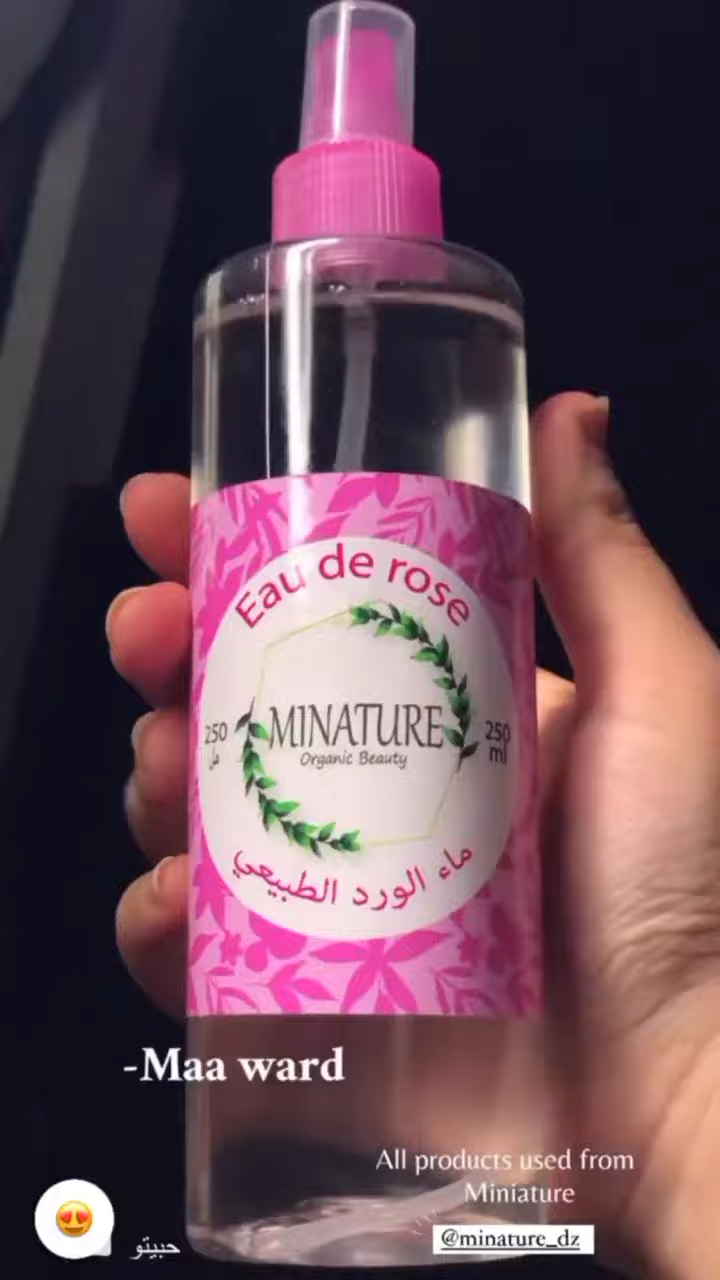 Eau de rose
250 مل
MINATURE
250 ml
Organic Beauty
ماء الورد الطبيعي
-Maa ward
All products used from
Miniature
@minature_dz
حبيتو